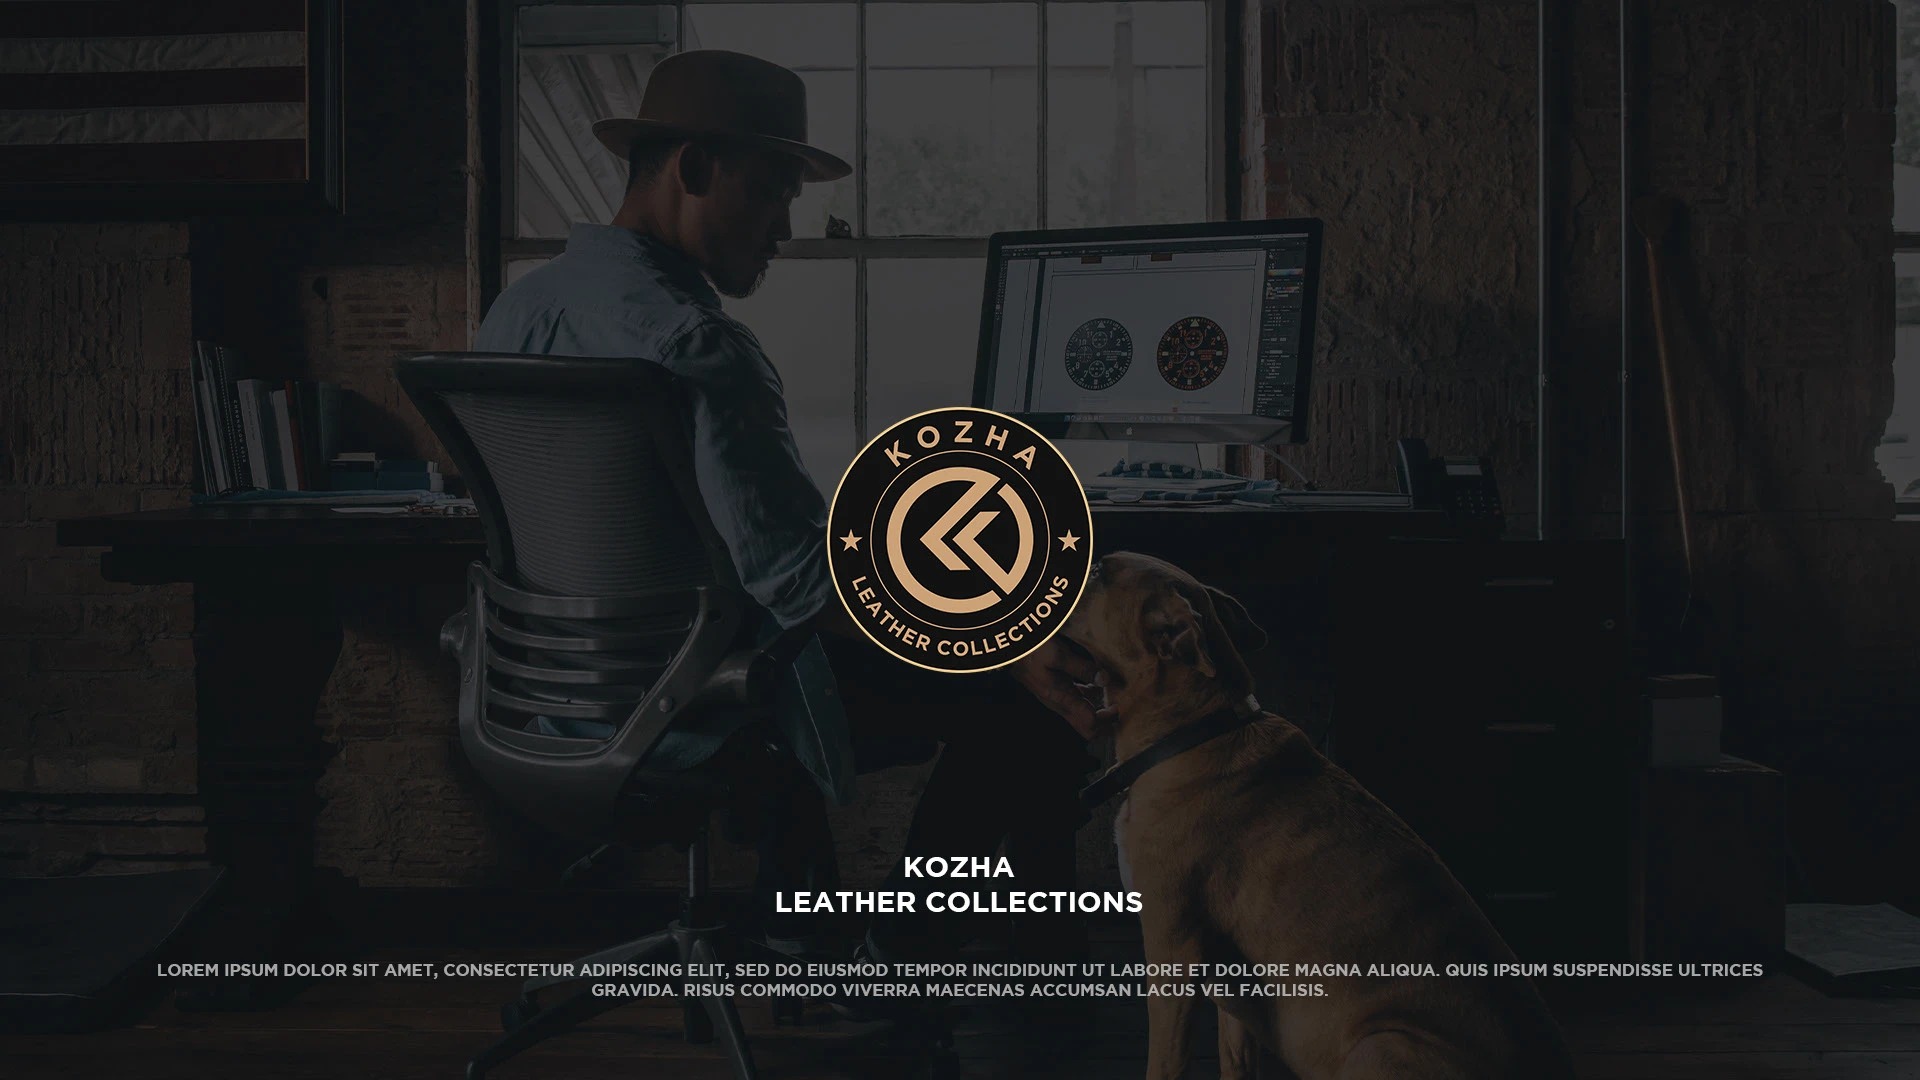 KOZHA
LEATHER COLLECTIONS
KOZHA
LEATHER COLLECTIONS
LOREM IPSUM DOLOR SIT AMET, CONSECTETUR ADIPISCING ELIT, SED DO EIUSMOD TEMPOR INCIDIDUNT UT LABORE ET DOLORE MAGNA ALIQUA. QUIS IPSUM SUSPENDISSE ULTRICES
GRAVIDA. RISUS COMMODO VIVERRA MAECENAS ACCUMSAN LACUS VEL FACILISIS.